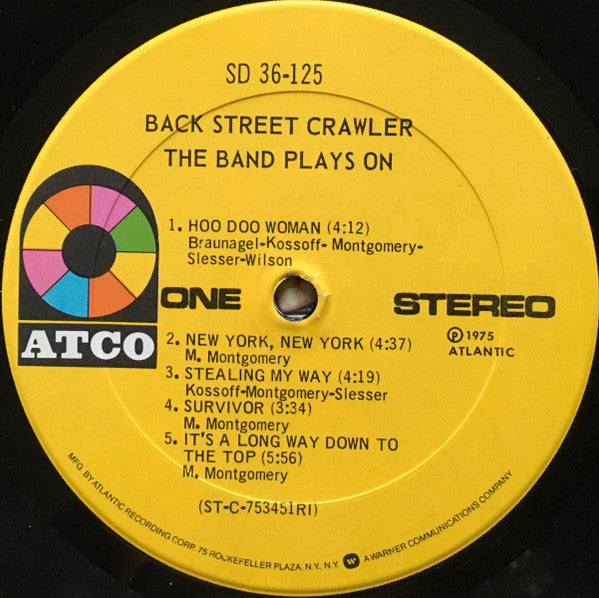 SD 36-125
BACK STREET CRAWLER
THE BAND PLAYS ON
1. HOO DOO WOMAN (4:12)
Braunagel-Kossoff- Montgomery-
Slesser-Wilson
ONE
STEREO
ATCO
℗ 1975
ATLANTIC
2. NEW YORK, NEW YORK (4:37)
M. Montgomery
3. STEALING MY WAY (4:19)
Kossoff-Montgomery-Slesser
4. SURVIVOR (3:34)
M. Montgomery
5. IT'S A LONG WAY DOWN TO
THE TOP (5:56)
M. Montgomery
(ST-C-753451RI)
MFG. BY ATLANTIC RECORDING CORP. 75 ROCKEFELLER PLAZA, N.Y., N.Y. W A WARNER COMMUNICATIONS COMPANY